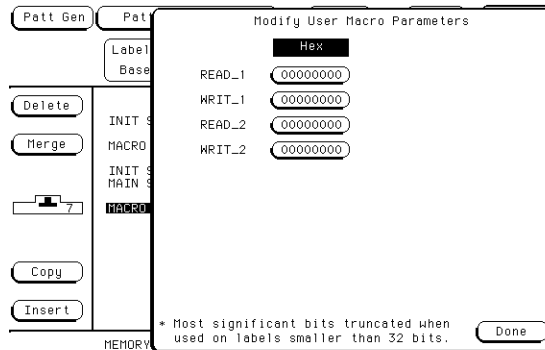 Patt Gen Patt
Label
Base
Delete
Merge
7
Copy
Insert
INIT S
MACRO
INIT S
MAIN S
MACRO
MEMORY
Modify User Macro Parameters
Hex
READ_1 00000000
WRIT_1 00000000
READ_2 00000000
WRIT_2 00000000
* Most significant bits truncated when
used on labels smaller than 32 bits.
Done